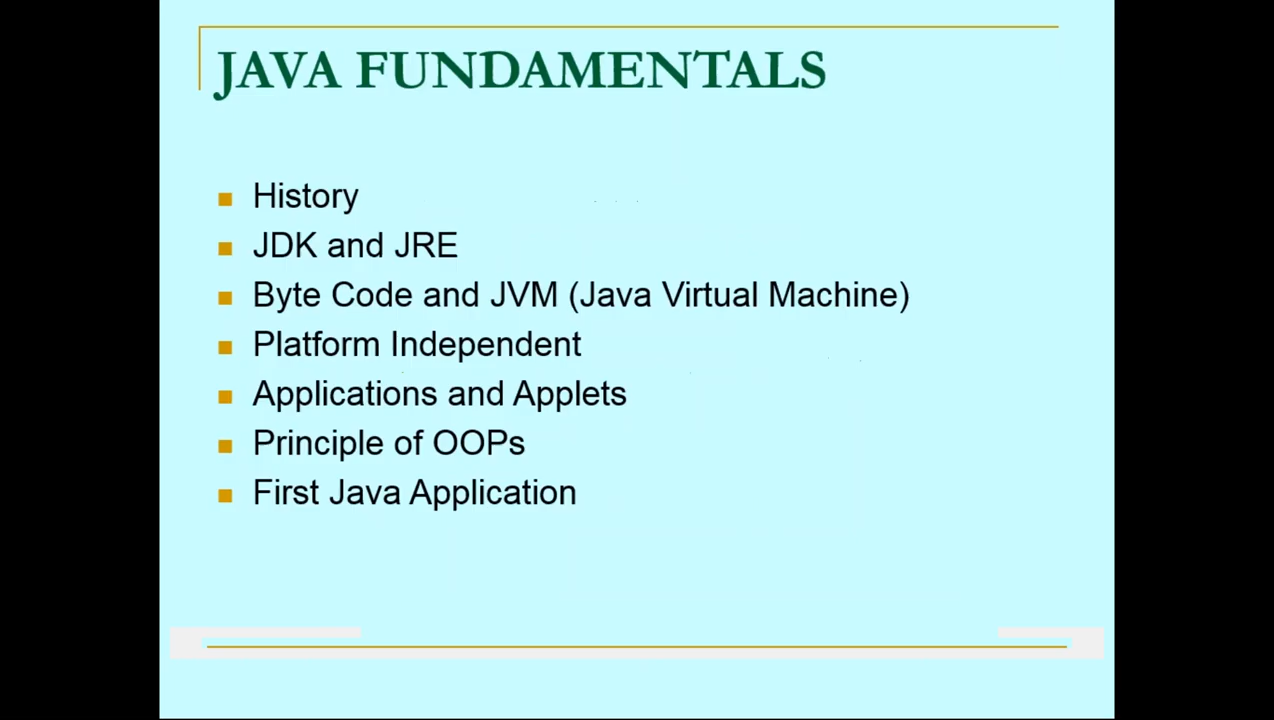 JAVA FUNDAMENTALS
History
JDK and JRE
Byte Code and JVM (Java Virtual Machine)
Platform Independent
Applications and Applets
Principle of OOPs
First Java Application